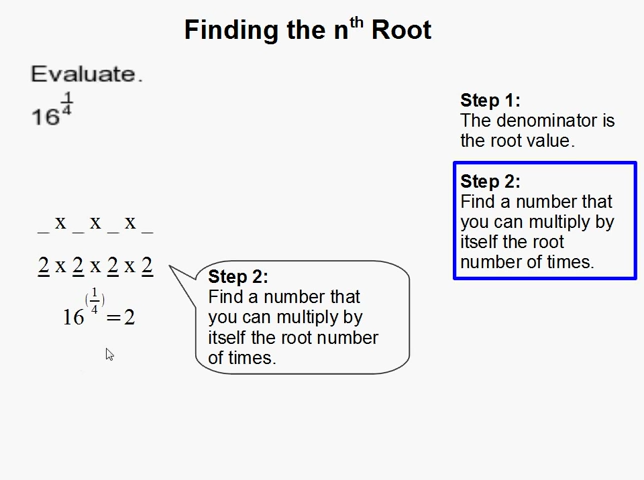 Finding the nth Root
Evaluate.
16^(1/4)
Step 1:
The denominator is
the root value.
Step 2:
Find a number that
you can multiply by
itself the root
number of times.
_ x _ x _ x _
2 x 2 x 2 x 2
16^(1/4) = 2
Step 2:
Find a number that
you can multiply by
itself the root number
of times.